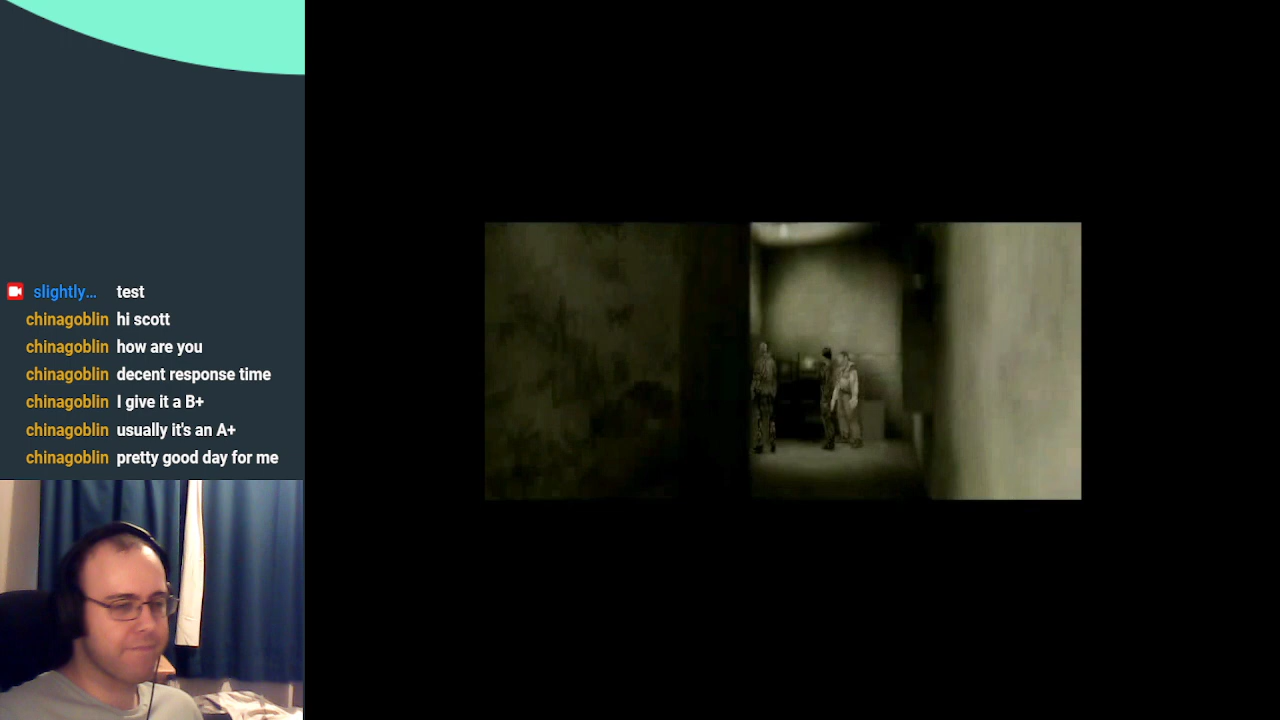 slightly... test
chinagoblin hi scott
chinagoblin how are you
chinagoblin decent response time
chinagoblin I give it a B+
chinagoblin usually it's an A+
chinagoblin pretty good day for me